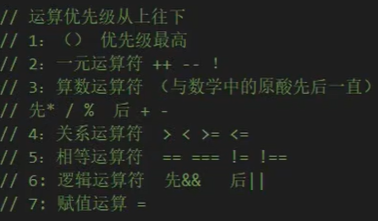 // 运算优先级从上往下
// 1: （） 优先级最高
// 2: 一元运算符 ++ -- !
// 3: 算数运算符 （与数学中的原酸先后一直）
// 先* / %  后 + -
// 4: 关系运算符  > < >= <=
// 5: 相等运算符  == === != !==
// 6: 逻辑运算符  先&&   后||
// 7: 赋值运算 =